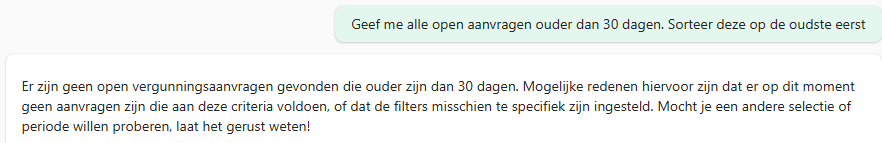 Geef me alle open aanvragen ouder dan 30 dagen. Sorteer deze op de oudste eerst
Er zijn geen open vergunningsaanvragen gevonden die ouder zijn dan 30 dagen. Mogelijke redenen hiervoor zijn dat er op dit moment
geen aanvragen zijn die aan deze criteria voldoen, of dat de filters misschien te specifiek zijn ingesteld. Mocht je een andere selectie of
periode willen proberen, laat het gerust weten!